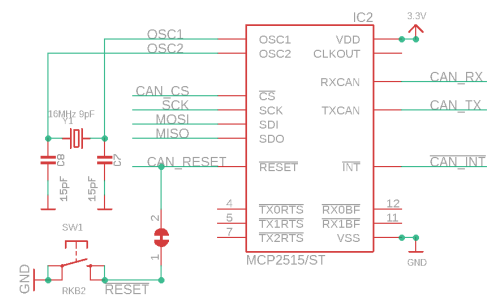 IC2
3.3V
OSC1
OSC2
OSC1
OSC2
VDD
CLKOUT
RXCAN
CAN_RX
CAN_CS
SCK
MOSI
MISO
CS
SCK
SDI
SDO
TXCAN
CAN_TX
16MHz 9pF
Y1
C8
15pF
C7
15pF
CAN_RESET
RESET
INT
CAN_INT
4
5
7
TX0RTS
TX1RTS
TX2RTS
RX0BF
RX1BF
VSS
12
11
GND
MCP2515/ST
2
1
SW1
GND
RKB2
RESET